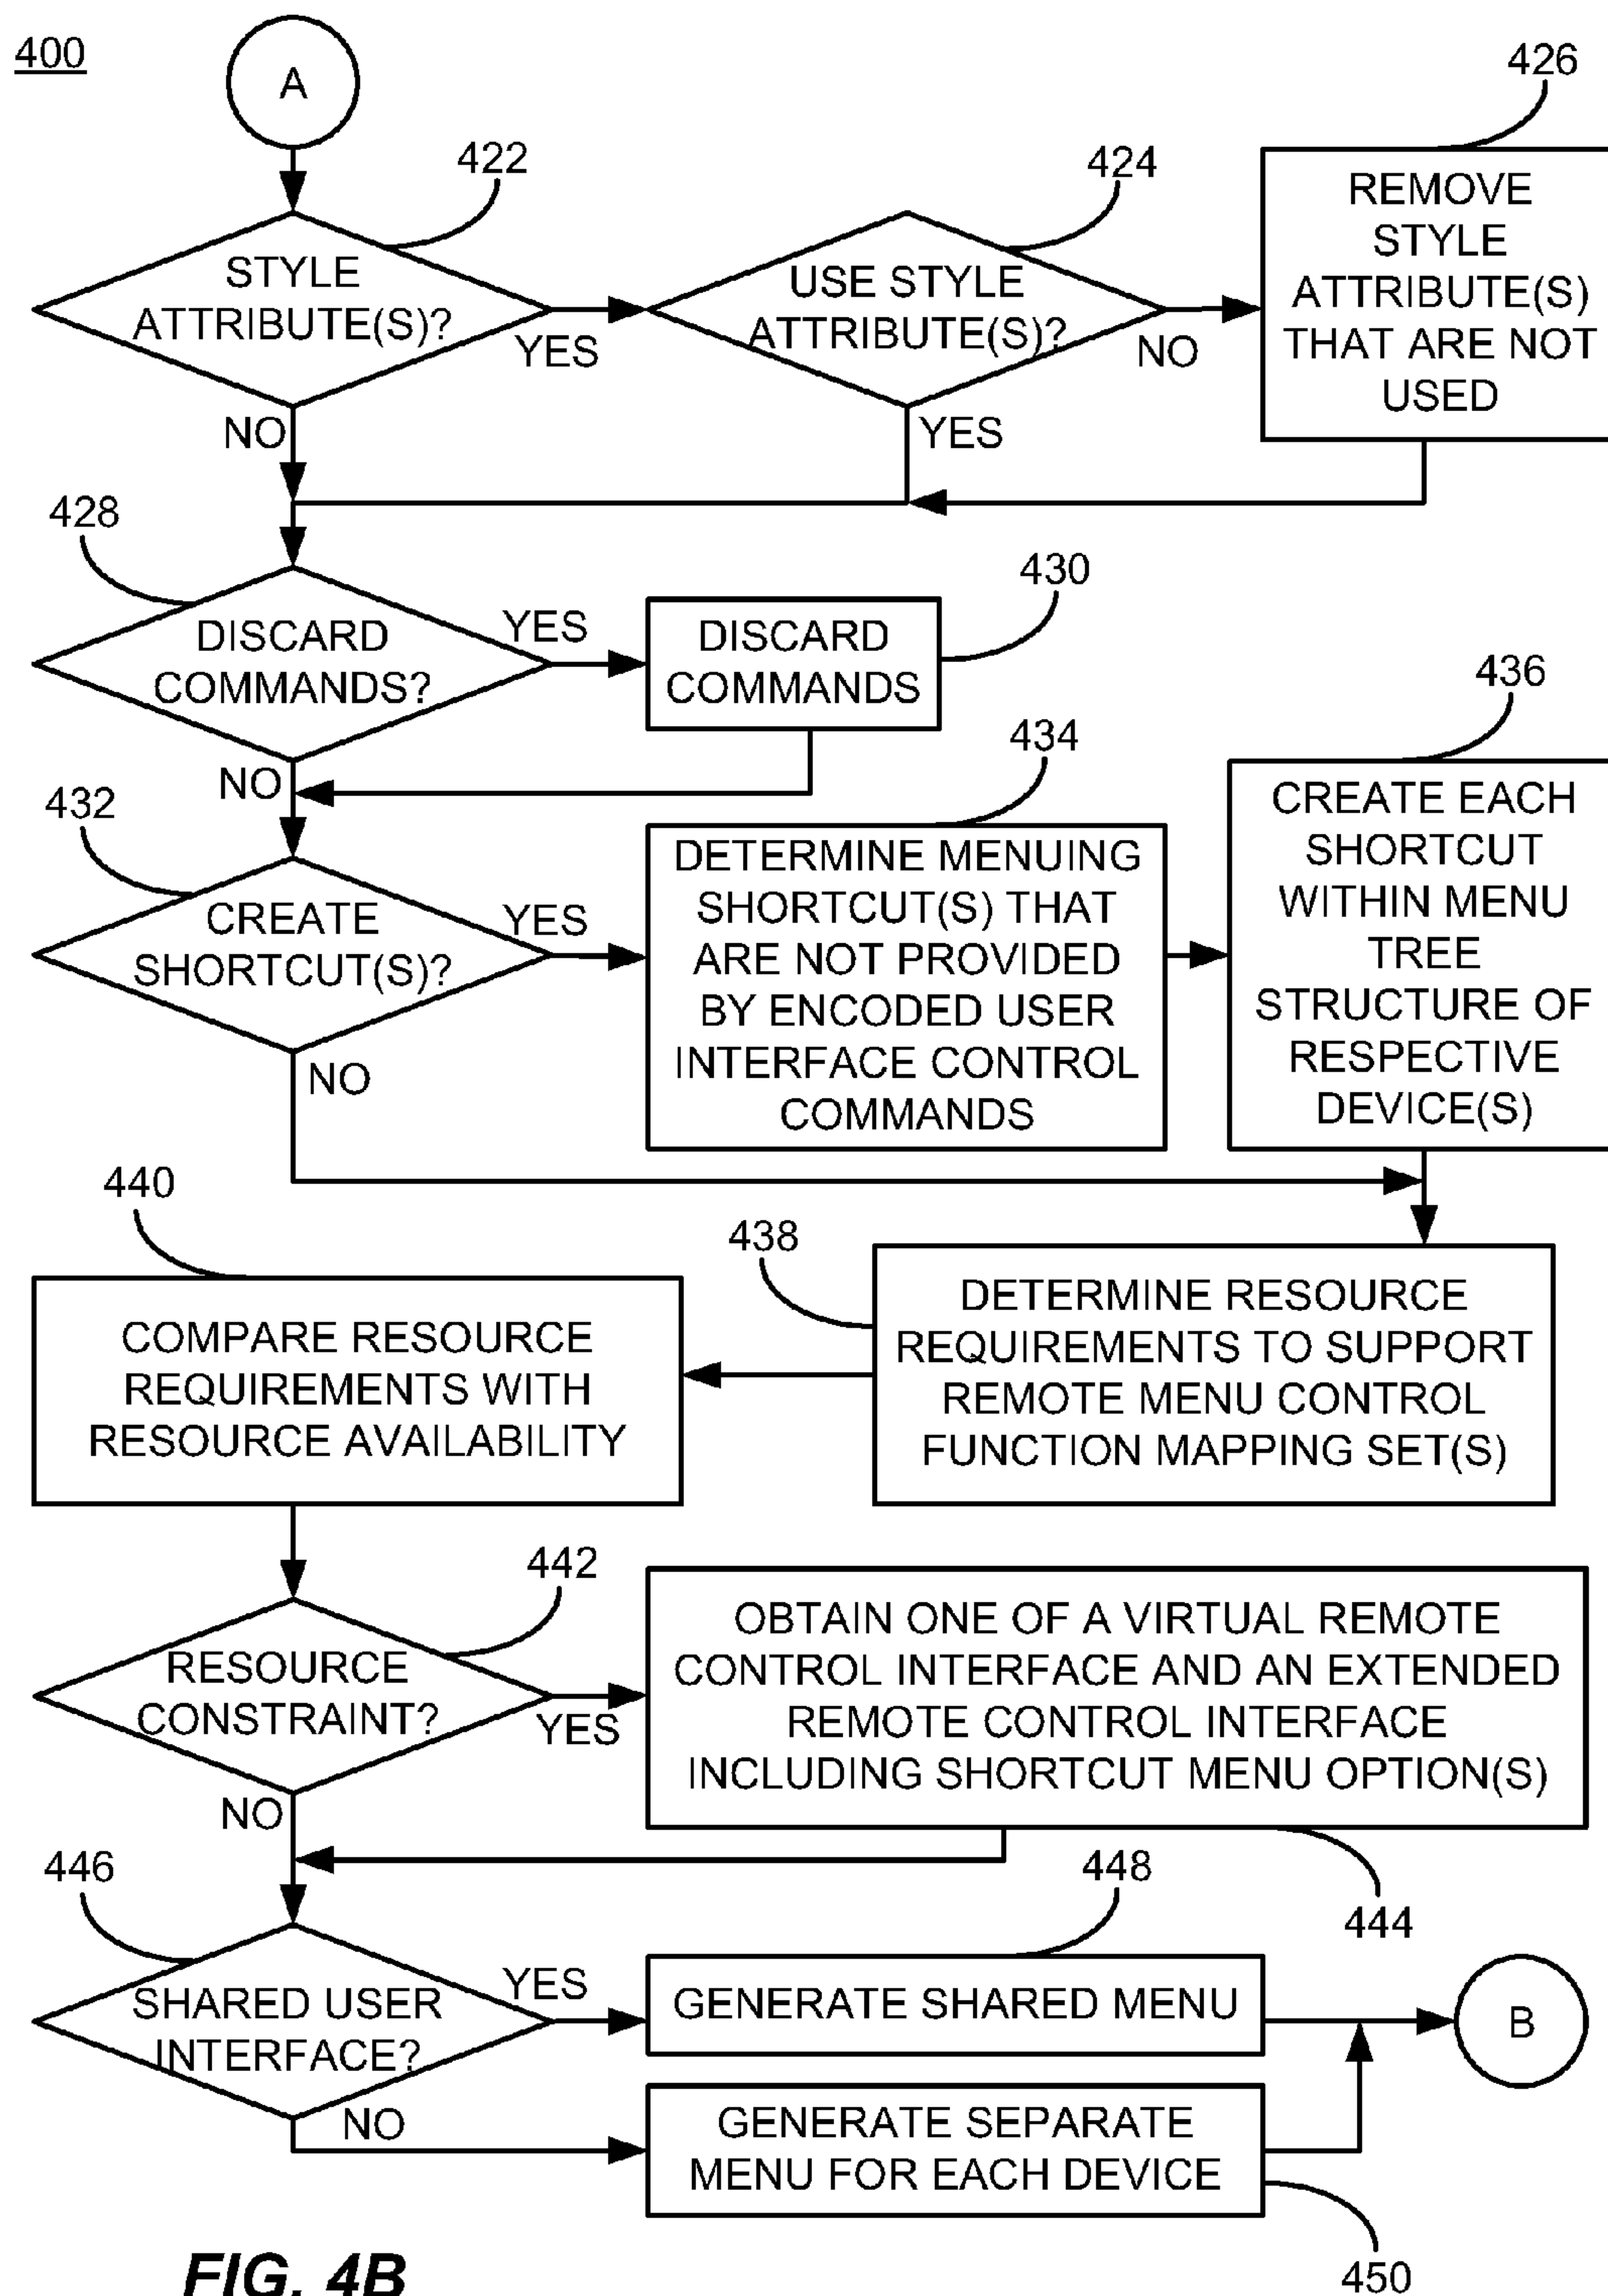 400
A
426
422
424
STYLE
ATTRIBUTE(S)?
YES
NO
USE STYLE
ATTRIBUTE(S)?
NO
YES
REMOVE
STYLE
ATTRIBUTE(S)
THAT ARE NOT
USED
428
DISCARD
COMMANDS?
YES
NO
430
DISCARD
COMMANDS
432
CREATE
SHORTCUT(S)?
YES
NO
434
DETERMINE MENUING
SHORTCUT(S) THAT
ARE NOT PROVIDED
BY ENCODED USER
INTERFACE CONTROL
COMMANDS
436
CREATE EACH
SHORTCUT
WITHIN MENU
TREE
STRUCTURE OF
RESPECTIVE
DEVICE(S)
438
DETERMINE RESOURCE
REQUIREMENTS TO SUPPORT
REMOTE MENU CONTROL
FUNCTION MAPPING SET(S)
440
COMPARE RESOURCE
REQUIREMENTS WITH
RESOURCE AVAILABILITY
442
RESOURCE
CONSTRAINT?
YES
NO
OBTAIN ONE OF A VIRTUAL REMOTE
CONTROL INTERFACE AND AN EXTENDED
REMOTE CONTROL INTERFACE
INCLUDING SHORTCUT MENU OPTION(S)
444
446
SHARED USER
INTERFACE?
YES
NO
448
GENERATE SHARED MENU
B
GENERATE SEPARATE
MENU FOR EACH DEVICE
450
FIG. 4B